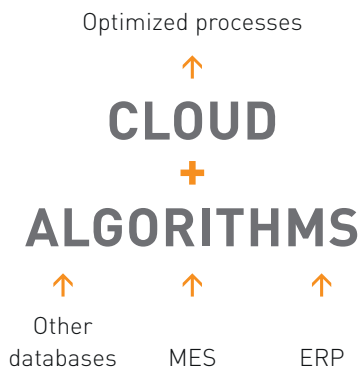 Optimized processes
↑
CLOUD
+
ALGORITHMS
↑ ↑ ↑
Other
databases MES ERP